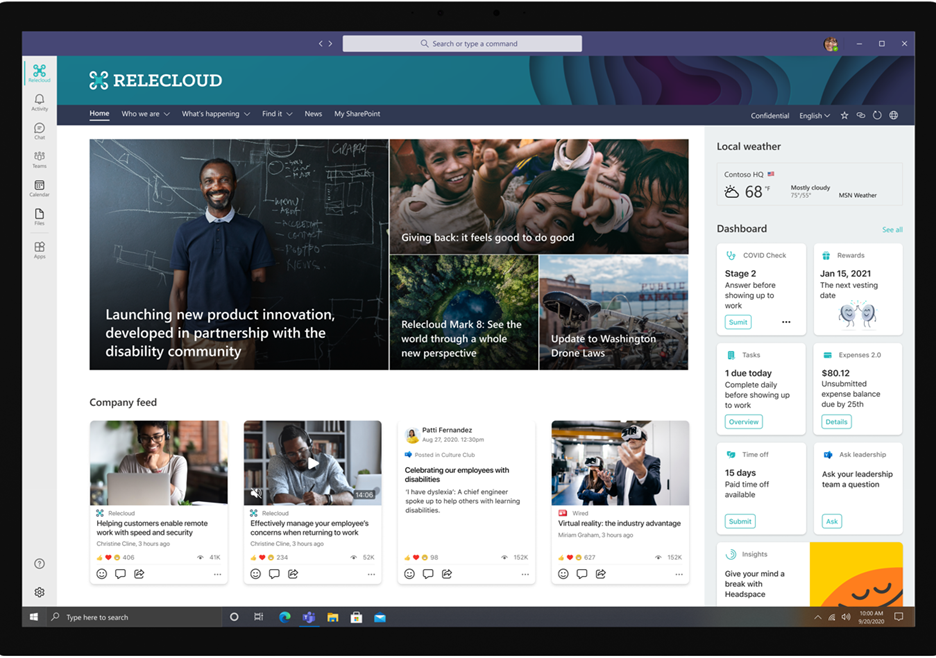 Search or type a command
Relecloud
Activity
Chat
Teams
Calendar
Files
Apps
RELECLOUD
Home
Who we are
What's happening
Find it
News
My SharePoint
Confidential
English
Launching new product innovation,
developed in partnership with the
disability community
Giving back: it feels good to do good
Relecloud Mark 8: See the
world through a whole
new perspective
Update to Washington
Drone Laws
Company feed
14:06
Relecloud
Helping customers enable remote
work with speed and security
Christine Cline, 3 hours ago
406
41K
Relecloud
Effectively manage your employee's
concerns when returning to work
Christine Cline, 3 hours ago
234
52K
Patti Fernandez
Aug 27, 2020. 12:30pm
Posted in Culture Club
Celebrating our employees with
disabilities
'I have dyslexia': A chief engineer
spoke up to help others with learning
disabilities.
98
152K
Wired
Virtual reality: the industry advantage
Miriam Graham, 3 hours ago
627
152K
Local weather
Contoso HQ
68 °F
Mostly cloudy
75°/55°
MSN Weather
Dashboard
See all
COVID Check
Stage 2
Answer before
showing up to
work
Sumit
Rewards
Jan 15, 2021
The next vesting
date
Tasks
1 due today
Complete daily
before showing up
to work
Overview
Expenses 2.0
$80.12
Unsubmitted
expense balance
due by 25th
Details
Time off
15 days
Paid time off
available
Submit
Ask leadership
Ask your leadership
team a question
Ask
Insights
Give your mind a
break with
Headspace
Type here to search
10:00 AM
9/20/2020